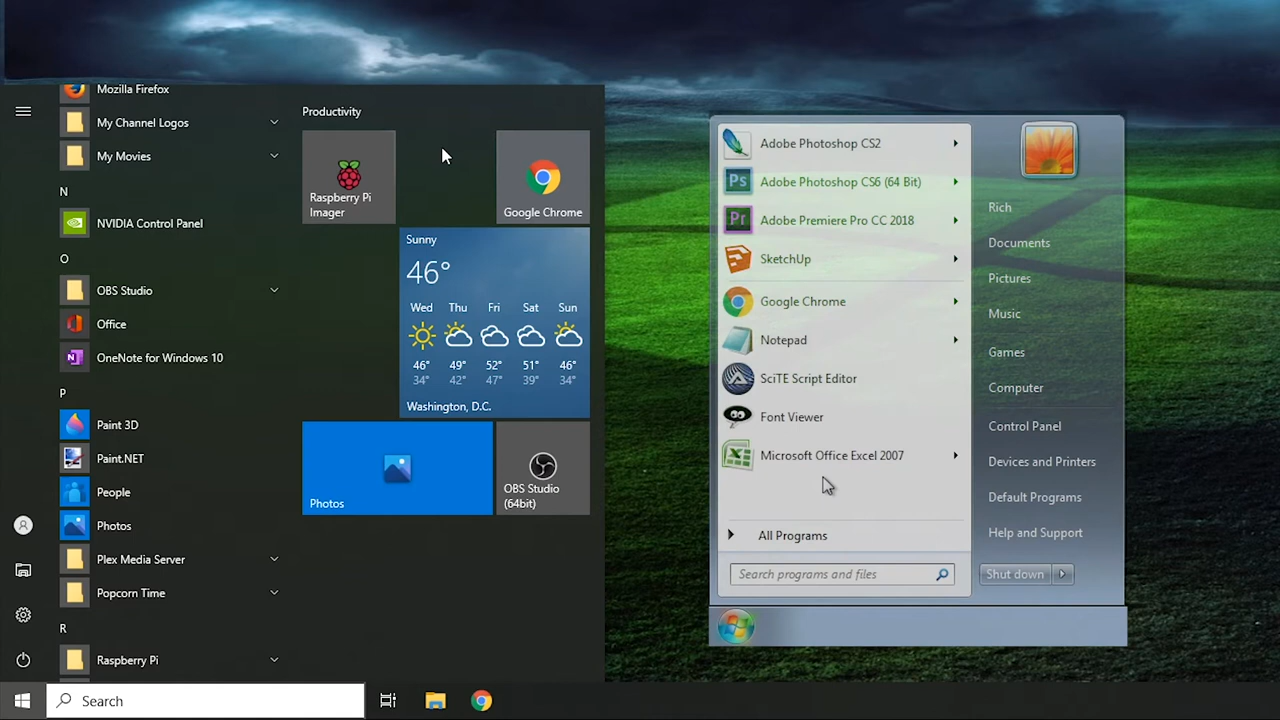 Mozilla Firefox
My Channel Logos
My Movies
N
NVIDIA Control Panel
O
OBS Studio
Office
OneNote for Windows 10
P
Paint 3D
Paint.NET
People
Photos
Plex Media Server
Popcorn Time
R
Raspberry Pi
Search
Productivity
Raspberry Pi
Imager
Google Chrome
Sunny
46°
Wed Thu Fri Sat Sun
46° 49° 52° 51° 46°
34° 42° 47° 39° 34°
Washington, D.C.
Photos
OBS Studio
(64bit)
Adobe Photoshop CS2
Ps Adobe Photoshop CS6 (64 Bit)
Pr Adobe Premiere Pro CC 2018
SketchUp
Google Chrome
Notepad
SciTE Script Editor
Font Viewer
Microsoft Office Excel 2007
All Programs
Search programs and files
Rich
Documents
Pictures
Music
Games
Computer
Control Panel
Devices and Printers
Default Programs
Help and Support
Shut down